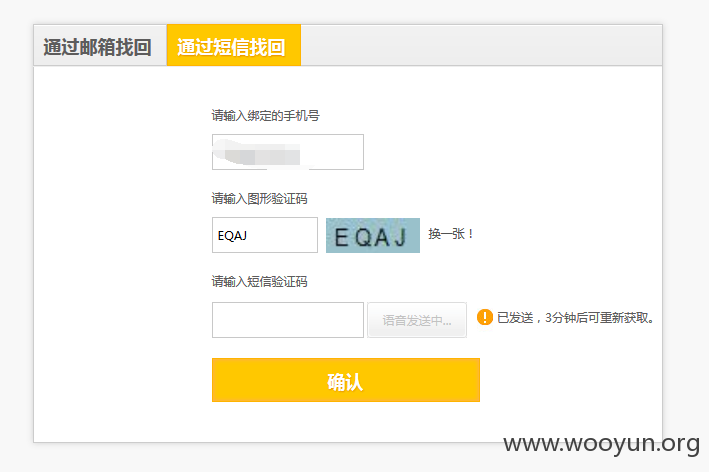 通过邮箱找回 通过短信找回
请输入绑定的手机号
请输入图形验证码
EQAJ EQAJ 换一张！
请输入短信验证码
语音发送中... 已发送，3分钟后可重新获取。
确认
www.wooyun.org